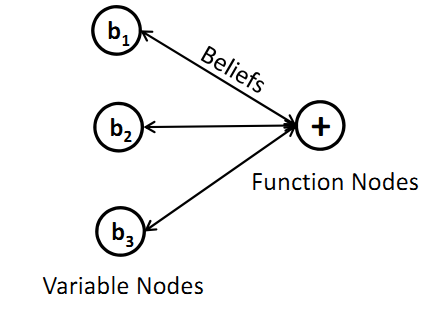 b₁
Beliefs
b₂
+
Function Nodes
b₃
Variable Nodes